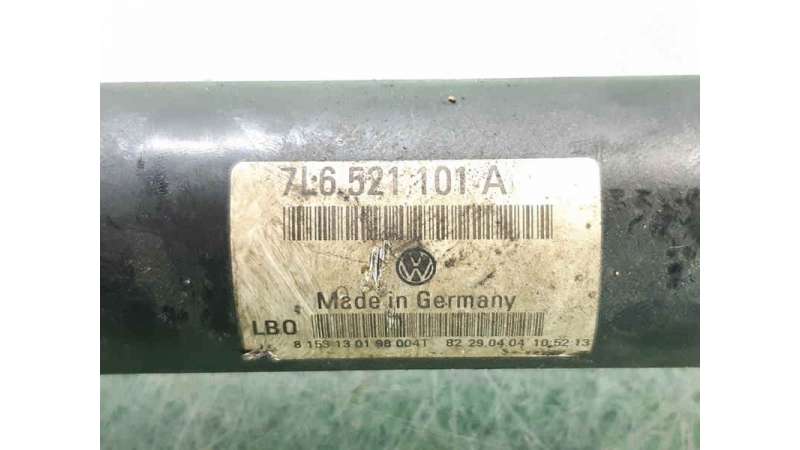 7L6.521 101 A
VW
Made in Germany
LBO
8 153 13 01 98 0041 82 29.04.04 10:52:13